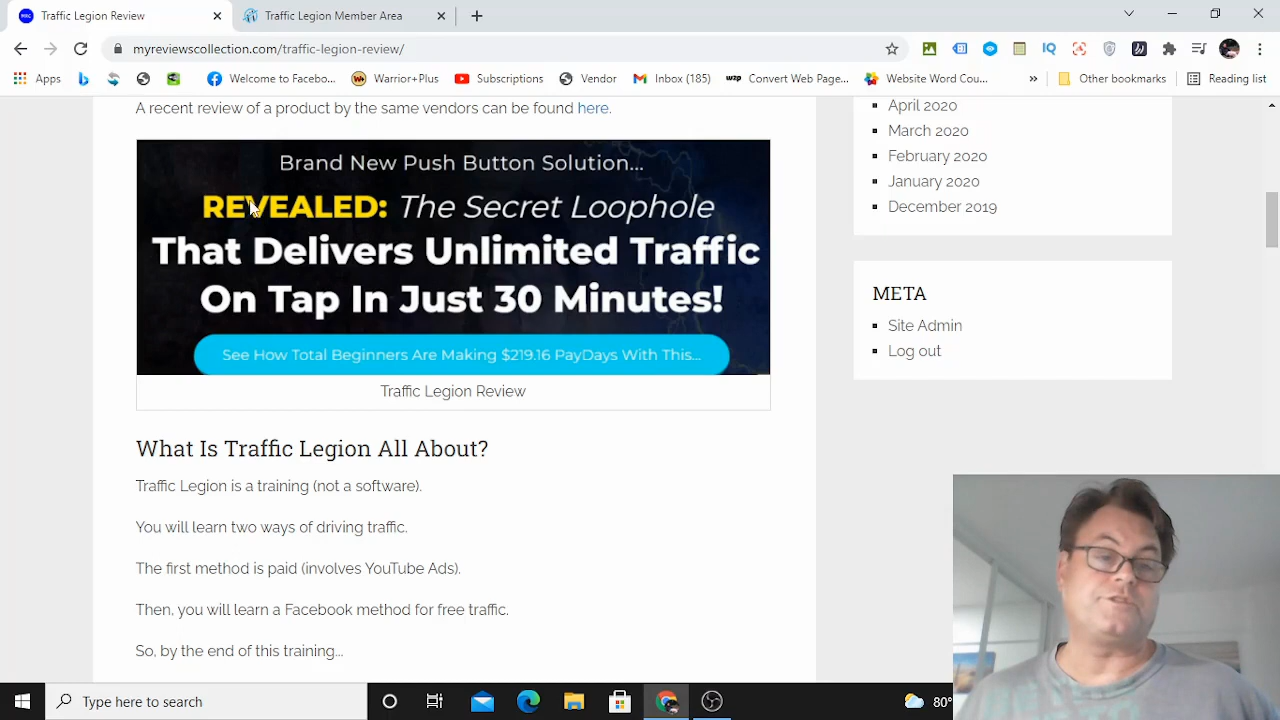 Traffic Legion Review
Traffic Legion Member Area
myreviewscollection.com/traffic-legion-review/
Apps
Welcome to Facebo...
Warrior+Plus
Subscriptions
Vendor
Inbox (185)
Convert Web Page...
Website Word Cou...
»
Other bookmarks
Reading list
A recent review of a product by the same vendors can be found here.
Brand New Push Button Solution...
REVEALED: The Secret Loophole
That Delivers Unlimited Traffic
On Tap In Just 30 Minutes!
See How Total Beginners Are Making $219.16 PayDays With This...
Traffic Legion Review
What Is Traffic Legion All About?
Traffic Legion is a training (not a software).
You will learn two ways of driving traffic.
The first method is paid (involves YouTube Ads).
Then, you will learn a Facebook method for free traffic.
So, by the end of this training...
April 2020
March 2020
February 2020
January 2020
December 2019
META
Site Admin
Log out
Type here to search
80°